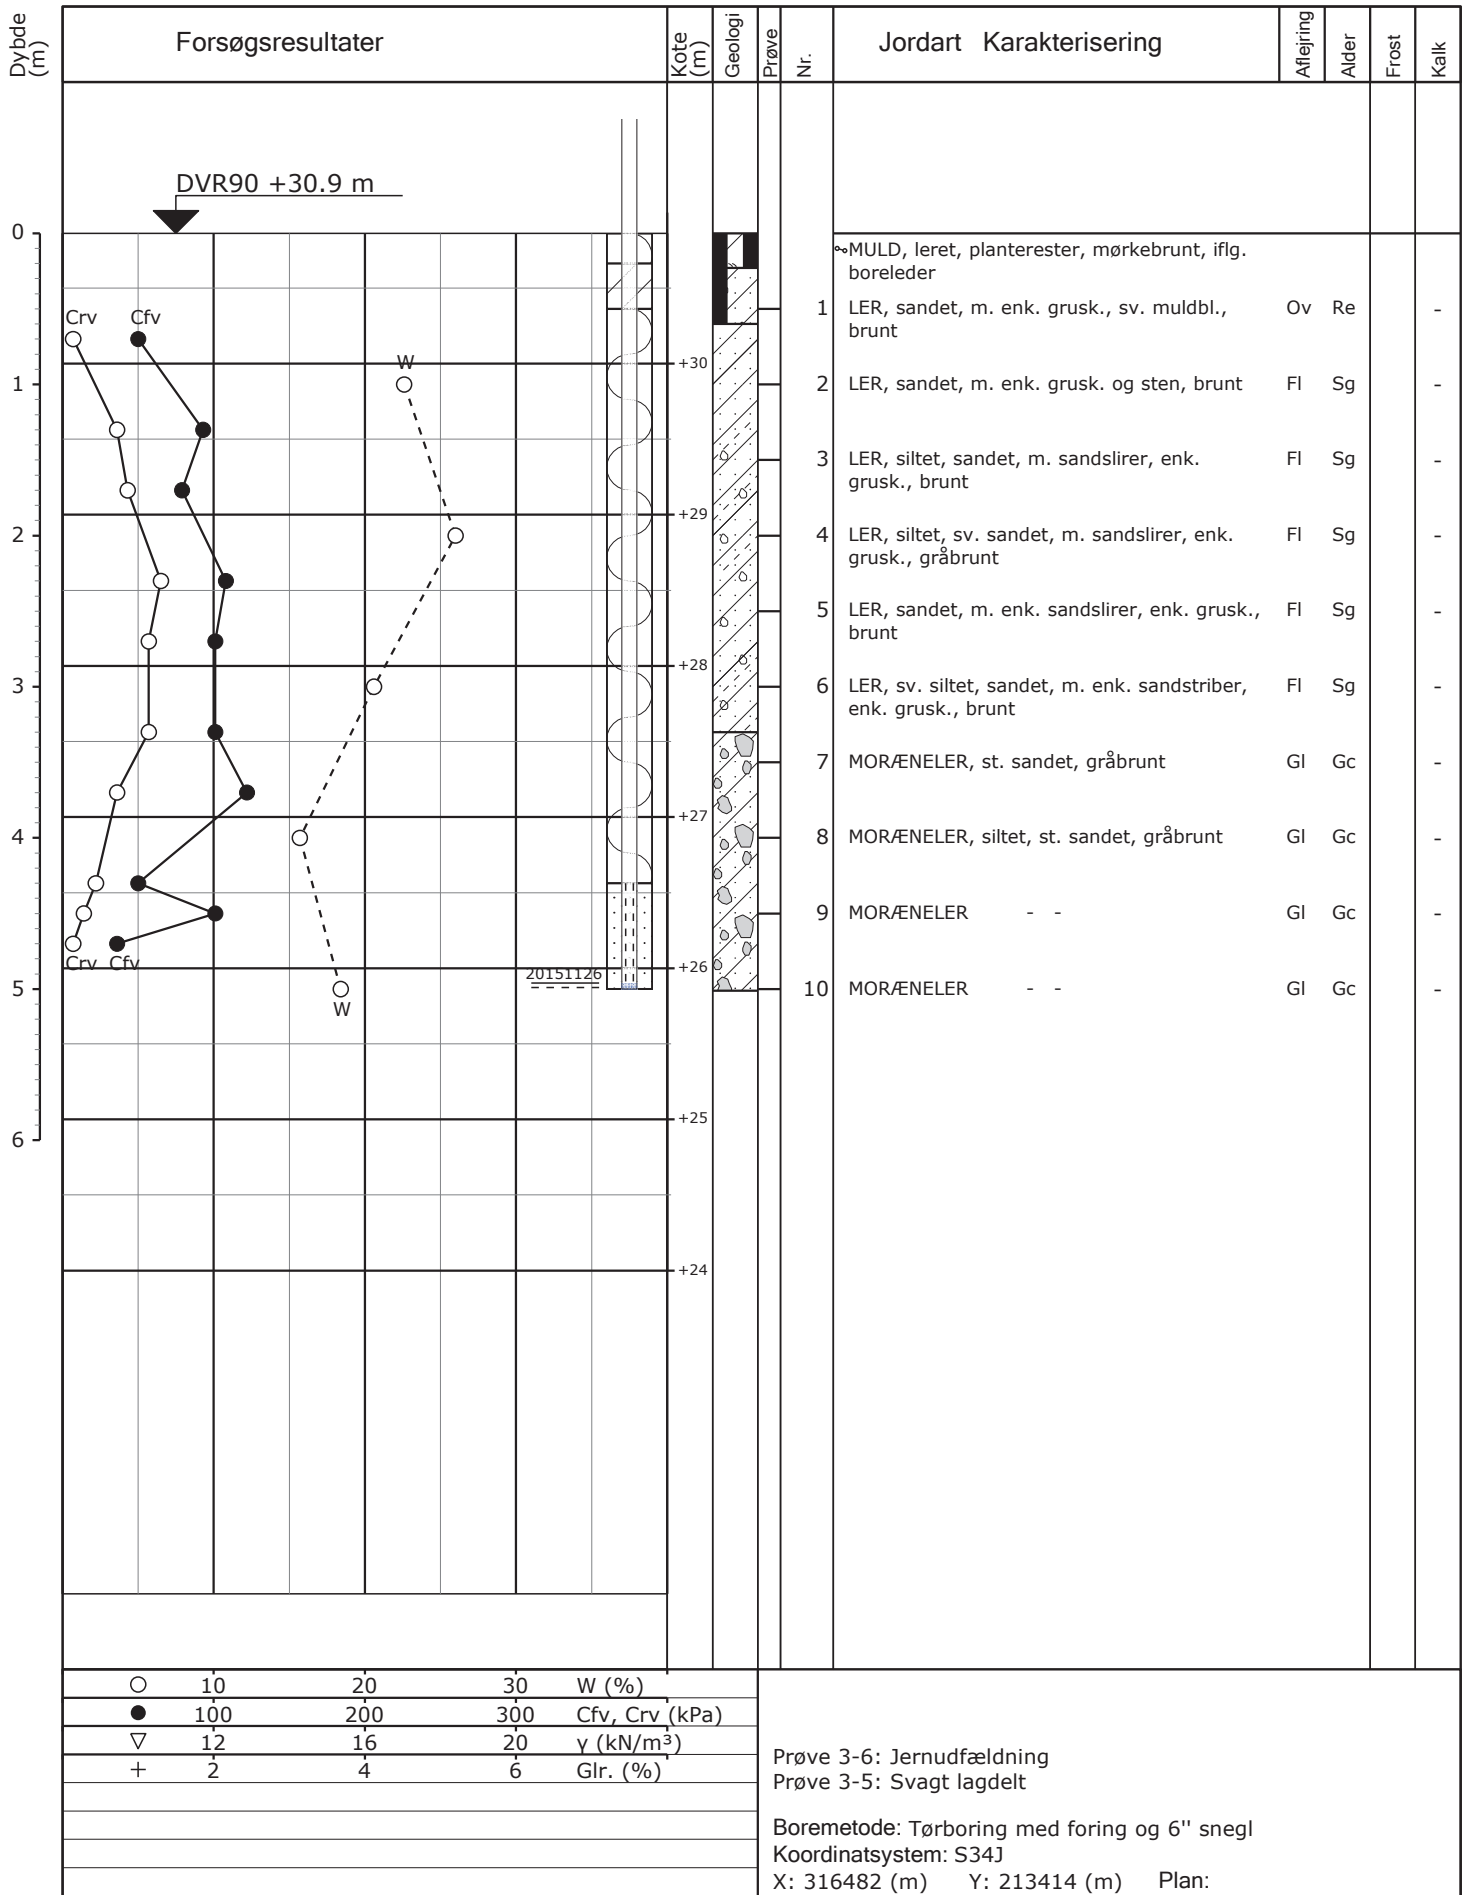 Dybde (m)
Forsøgsresultater
Kote (m)
Geologi
Prøve
Nr.
Jordart Karakterisering
Aflejring
Alder
Frost
Kalk
DVR90 +30.9 m
0
MULD, leret, planterester, mørkebrunt, iflg.
boreleder
Crv Cfv
1 LER, sandet, m. enk. grusk., sv. muldbl., Ov Re -
brunt
W
+30
1
2 LER, sandet, m. enk. grusk. og sten, brunt Fl Sg -
3 LER, siltet, sandet, m. sandslirer, enk. Fl Sg -
grusk., brunt
+29
2
4 LER, siltet, sv. sandet, m. sandslirer, enk. Fl Sg -
grusk., gråbrunt
5 LER, sandet, m. enk. sandslirer, enk. grusk., Fl Sg -
brunt
+28
3
6 LER, sv. siltet, sandet, m. enk. sandstriber, Fl Sg -
enk. grusk., brunt
7 MORÆNELER, st. sandet, gråbrunt Gl Gc -
+27
4
8 MORÆNELER, siltet, st. sandet, gråbrunt Gl Gc -
9 MORÆNELER - - Gl Gc -
Crv Cfv
+26
20151126
5
10 MORÆNELER - - Gl Gc -
W
+25
6
+24
10 20 30 W (%)
100 200 300 Cfv, Crv (kPa)
12 16 20 γ (kN/m³)
+ 2 4 6 Glr. (%)
Prøve 3-6: Jernudfældning
Prøve 3-5: Svagt lagdelt
Boremetode: Tørboring med foring og 6'' snegl
Koordinatsystem: S34J
X: 316482 (m) Y: 213414 (m) Plan: